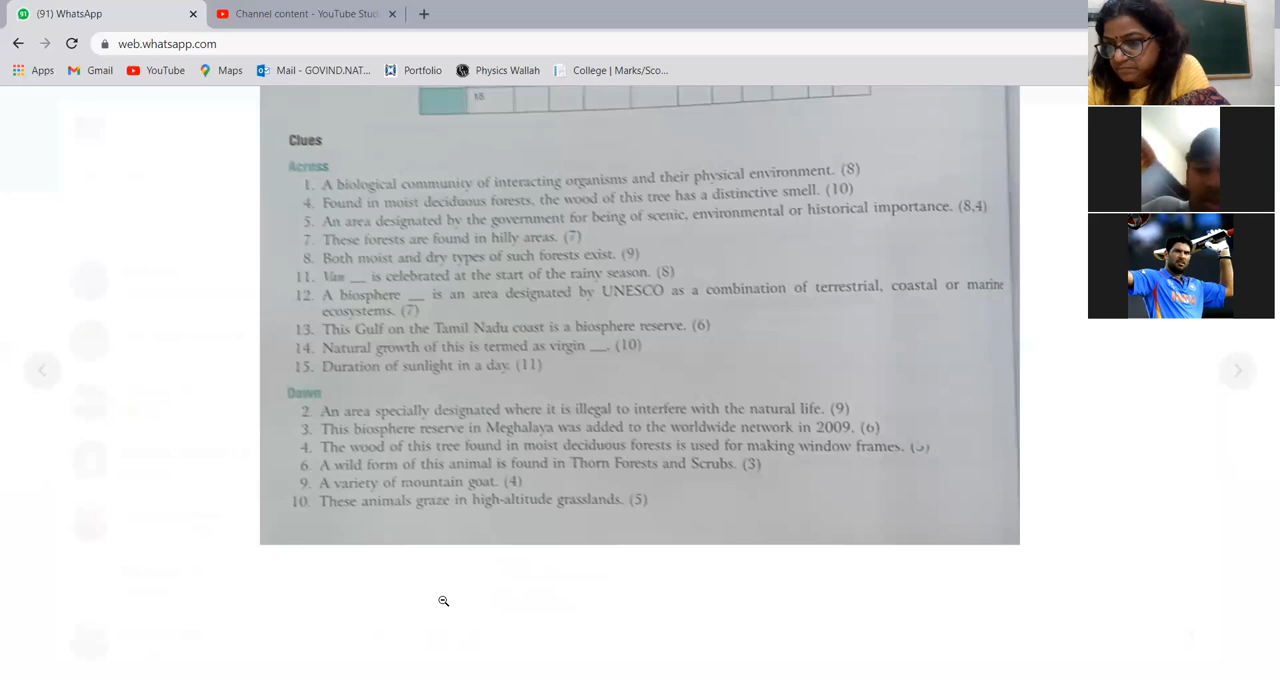 91
(91) WhatsApp
Channel content - YouTube Stud
web.whatsapp.com
Apps Gmail YouTube Maps Mail - GOVIND.NAT... Portfolio Physics Wallah College | Marks/Sco...
15
Clues
Across
1. A biological community of interacting organisms and their physical environment. (8)
4. Found in moist deciduous forests, the wood of this tree has a distinctive smell. (10)
5. An area designated by the government for being of scenic, environmental or historical importance. (8,4)
7. These forests are found in hilly areas. (7)
8. Both moist and dry types of such forests exist. (9)
11. Van __ is celebrated at the start of the rainy season. (8)
12. A biosphere __ is an area designated by UNESCO as a combination of terrestrial, coastal or marine
ecosystems. (7)
13. This Gulf on the Tamil Nadu coast is a biosphere reserve. (6)
14. Natural growth of this is termed as virgin __. (10)
15. Duration of sunlight in a day. (11)
Down
2. An area specially designated where it is illegal to interfere with the natural life. (9)
3. This biosphere reserve in Meghalaya was added to the worldwide network in 2009. (6)
4. The wood of this tree found in moist deciduous forests is used for making window frames.
6. A wild form of this animal is found in Thorn Forests and Scrubs. (3)
9. A variety of mountain goat. (4)
10. These animals graze in high-altitude grasslands. (5)